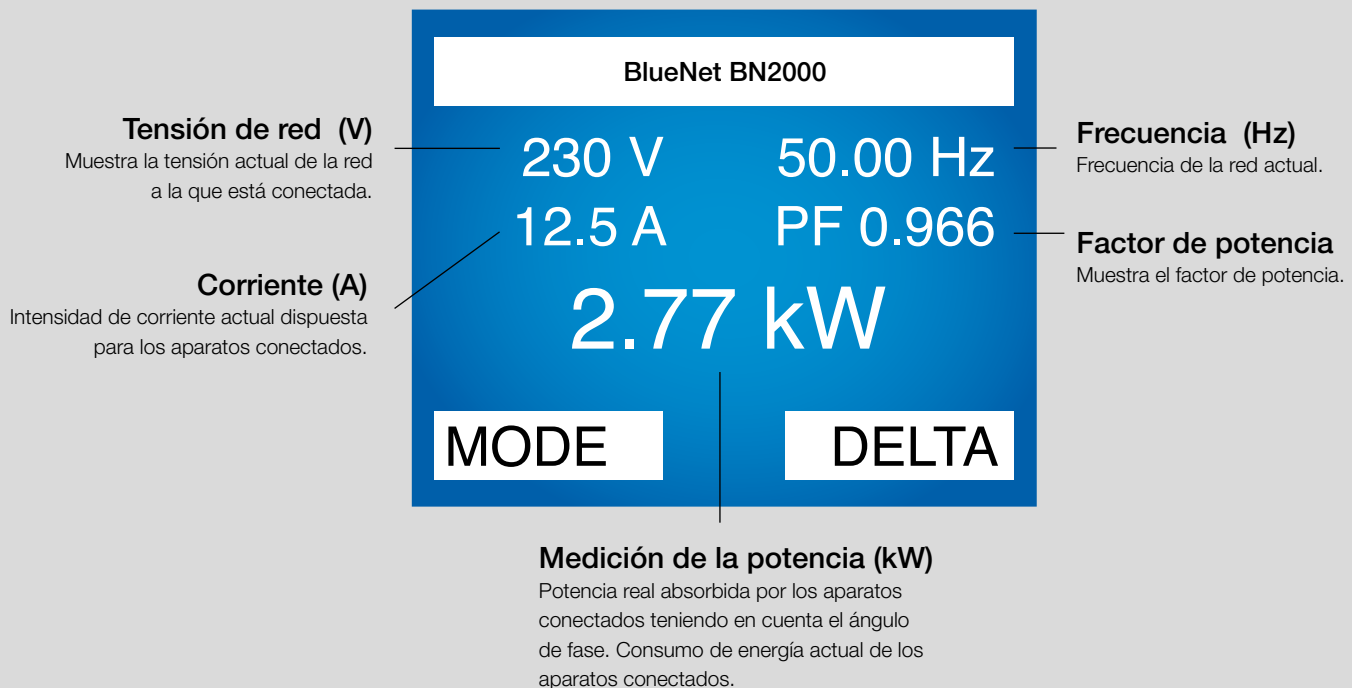 BlueNet BN2000
Tensión de red (V)
Muestra la tensión actual de la red
a la que está conectada.
230 V
50.00 Hz
Frecuencia (Hz)
Frecuencia de la red actual.
12.5 A
PF 0.966
Factor de potencia
Muestra el factor de potencia.
Corriente (A)
Intensidad de corriente actual dispuesta
para los aparatos conectados.
2.77 kW
MODE
DELTA
Medición de la potencia (kW)
Potencia real absorbida por los aparatos
conectados teniendo en cuenta el ángulo
de fase. Consumo de energía actual de los
aparatos conectados.